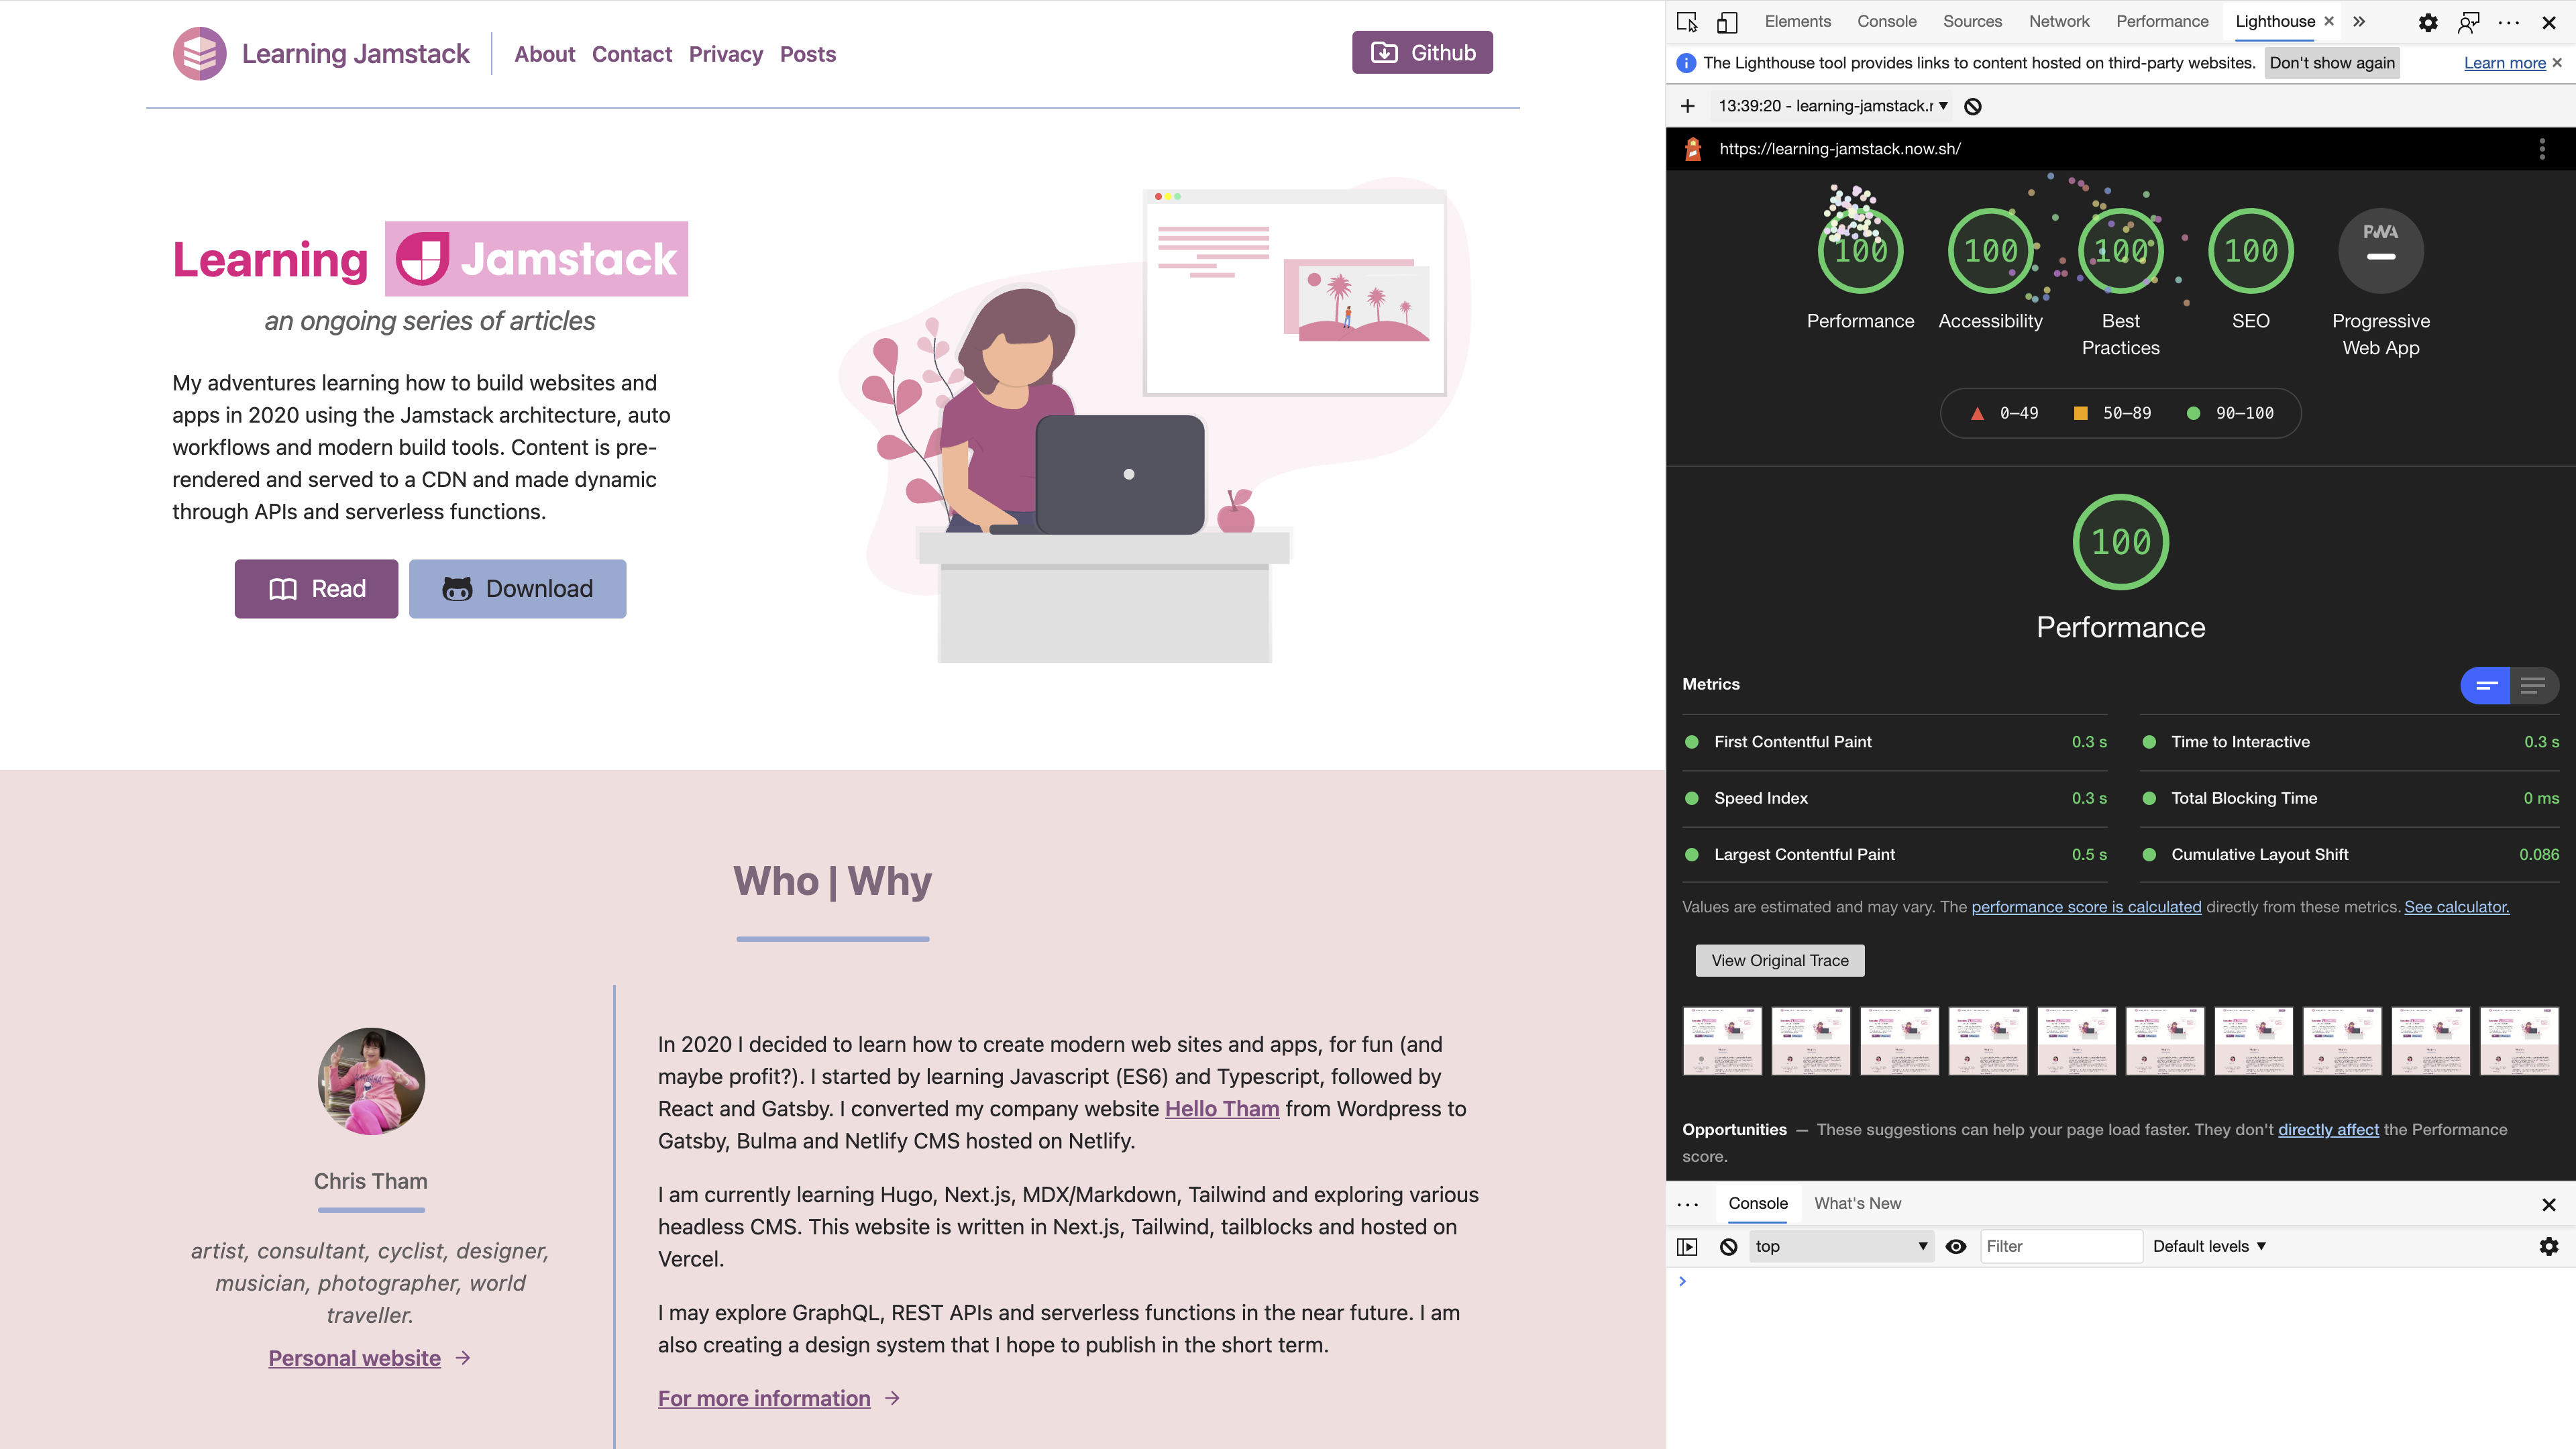 Learning Jamstack
About Contact Privacy Posts
Github
Learning Jamstack
an ongoing series of articles
My adventures learning how to build websites and
apps in 2020 using the Jamstack architecture, auto
workflows and modern build tools. Content is pre-
rendered and served to a CDN and made dynamic
through APIs and serverless functions.
Read
Download
Who | Why
Chris Tham
artist, consultant, cyclist, designer,
musician, photographer, world
traveller.
Personal website →
In 2020 I decided to learn how to create modern web sites and apps, for fun (and
maybe profit?). I started by learning Javascript (ES6) and Typescript, followed by
React and Gatsby. I converted my company website Hello Tham from Wordpress to
Gatsby, Bulma and Netlify CMS hosted on Netlify.
I am currently learning Hugo, Next.js, MDX/Markdown, Tailwind and exploring various
headless CMS. This website is written in Next.js, Tailwind, tailblocks and hosted on
Vercel.
I may explore GraphQL, REST APIs and serverless functions in the near future. I am
also creating a design system that I hope to publish in the short term.
For more information →
Elements Console Sources Network Performance Lighthouse
The Lighthouse tool provides links to content hosted on third-party websites. Don't show again Learn more
13:39:20 - learning-jamstack.r
https://learning-jamstack.now.sh/
100 100 100 100 PWA
Performance
Accessibility
Best
Practices
SEO
Progressive
Web App
0–49 50–89 90–100
100
Performance
Metrics
First Contentful Paint 0.3 s
Time to Interactive 0.3 s
Speed Index 0.3 s
Total Blocking Time 0 ms
Largest Contentful Paint 0.5 s
Cumulative Layout Shift 0.086
Values are estimated and may vary. The performance score is calculated directly from these metrics. See calculator.
View Original Trace
Opportunities — These suggestions can help your page load faster. They don't directly affect the Performance
score.
Console What's New
top Filter Default levels